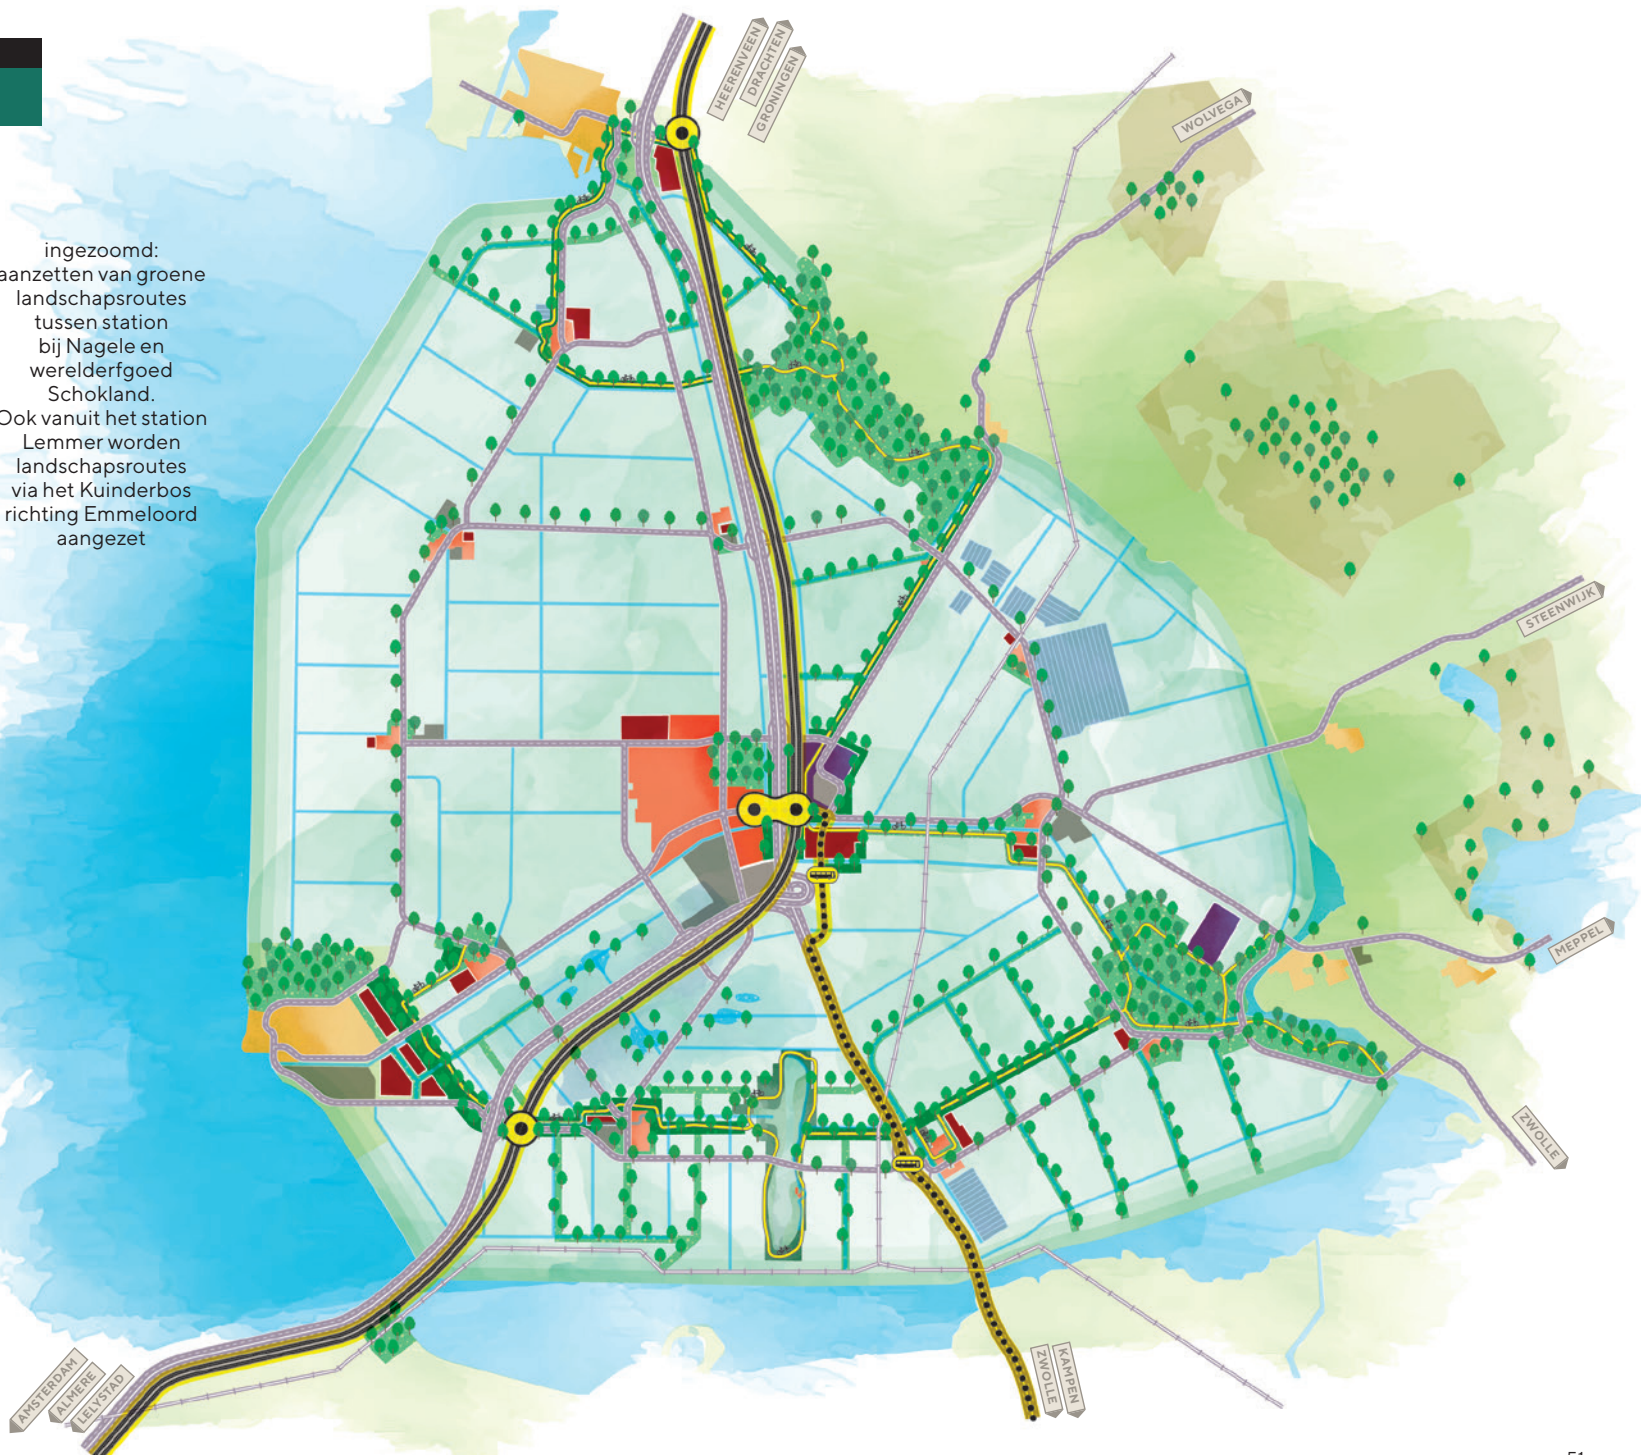 HEERENVEEN
DRACHTEN
GRONINGEN
WOLVEGA
ingezoomd:
aanzetten van groene
landschapsroutes
tussen station
bij Nagele en
werelderfgoed
Schokland.
Ook vanuit het station
Lemmer worden
landschapsroutes
via het Kuinderbos
richting Emmeloord
aangezet
STEENWIJK
MEPPEL
ZWOLLE
AMSTERDAM
ALMERE
LELYSTAD
ZWOLLE
KAMPEN